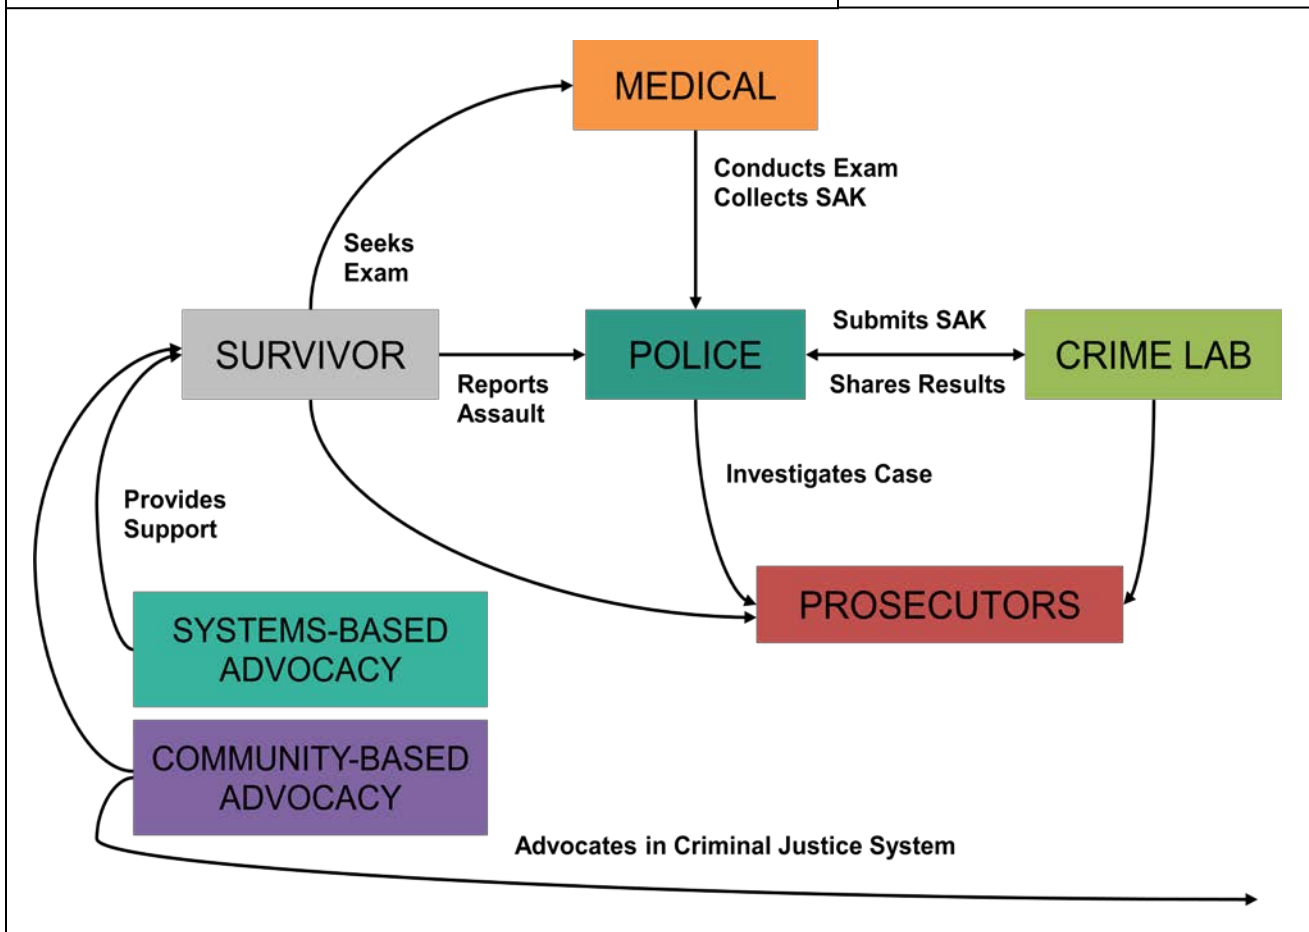 MEDICAL
Conducts Exam
Collects SAK
Seeks
Exam
SURVIVOR
Reports
Assault
POLICE
Submits SAK
Shares Results
CRIME LAB
Investigates Case
Provides
Support
PROSECUTORS
SYSTEMS-BASED
ADVOCACY
COMMUNITY-BASED
ADVOCACY
Advocates in Criminal Justice System